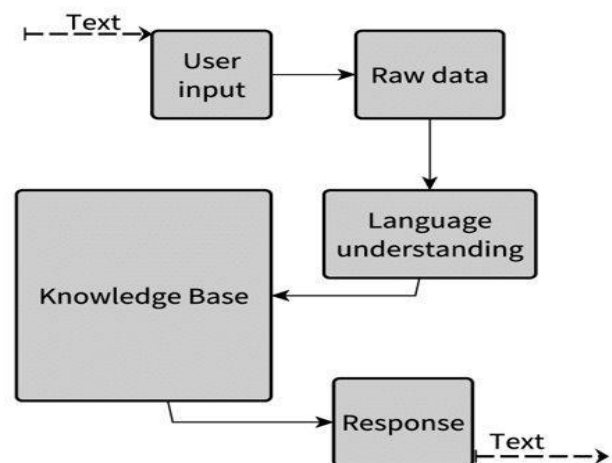 Text
User
input
Raw data
Language
understanding
Knowledge Base
Response
Text